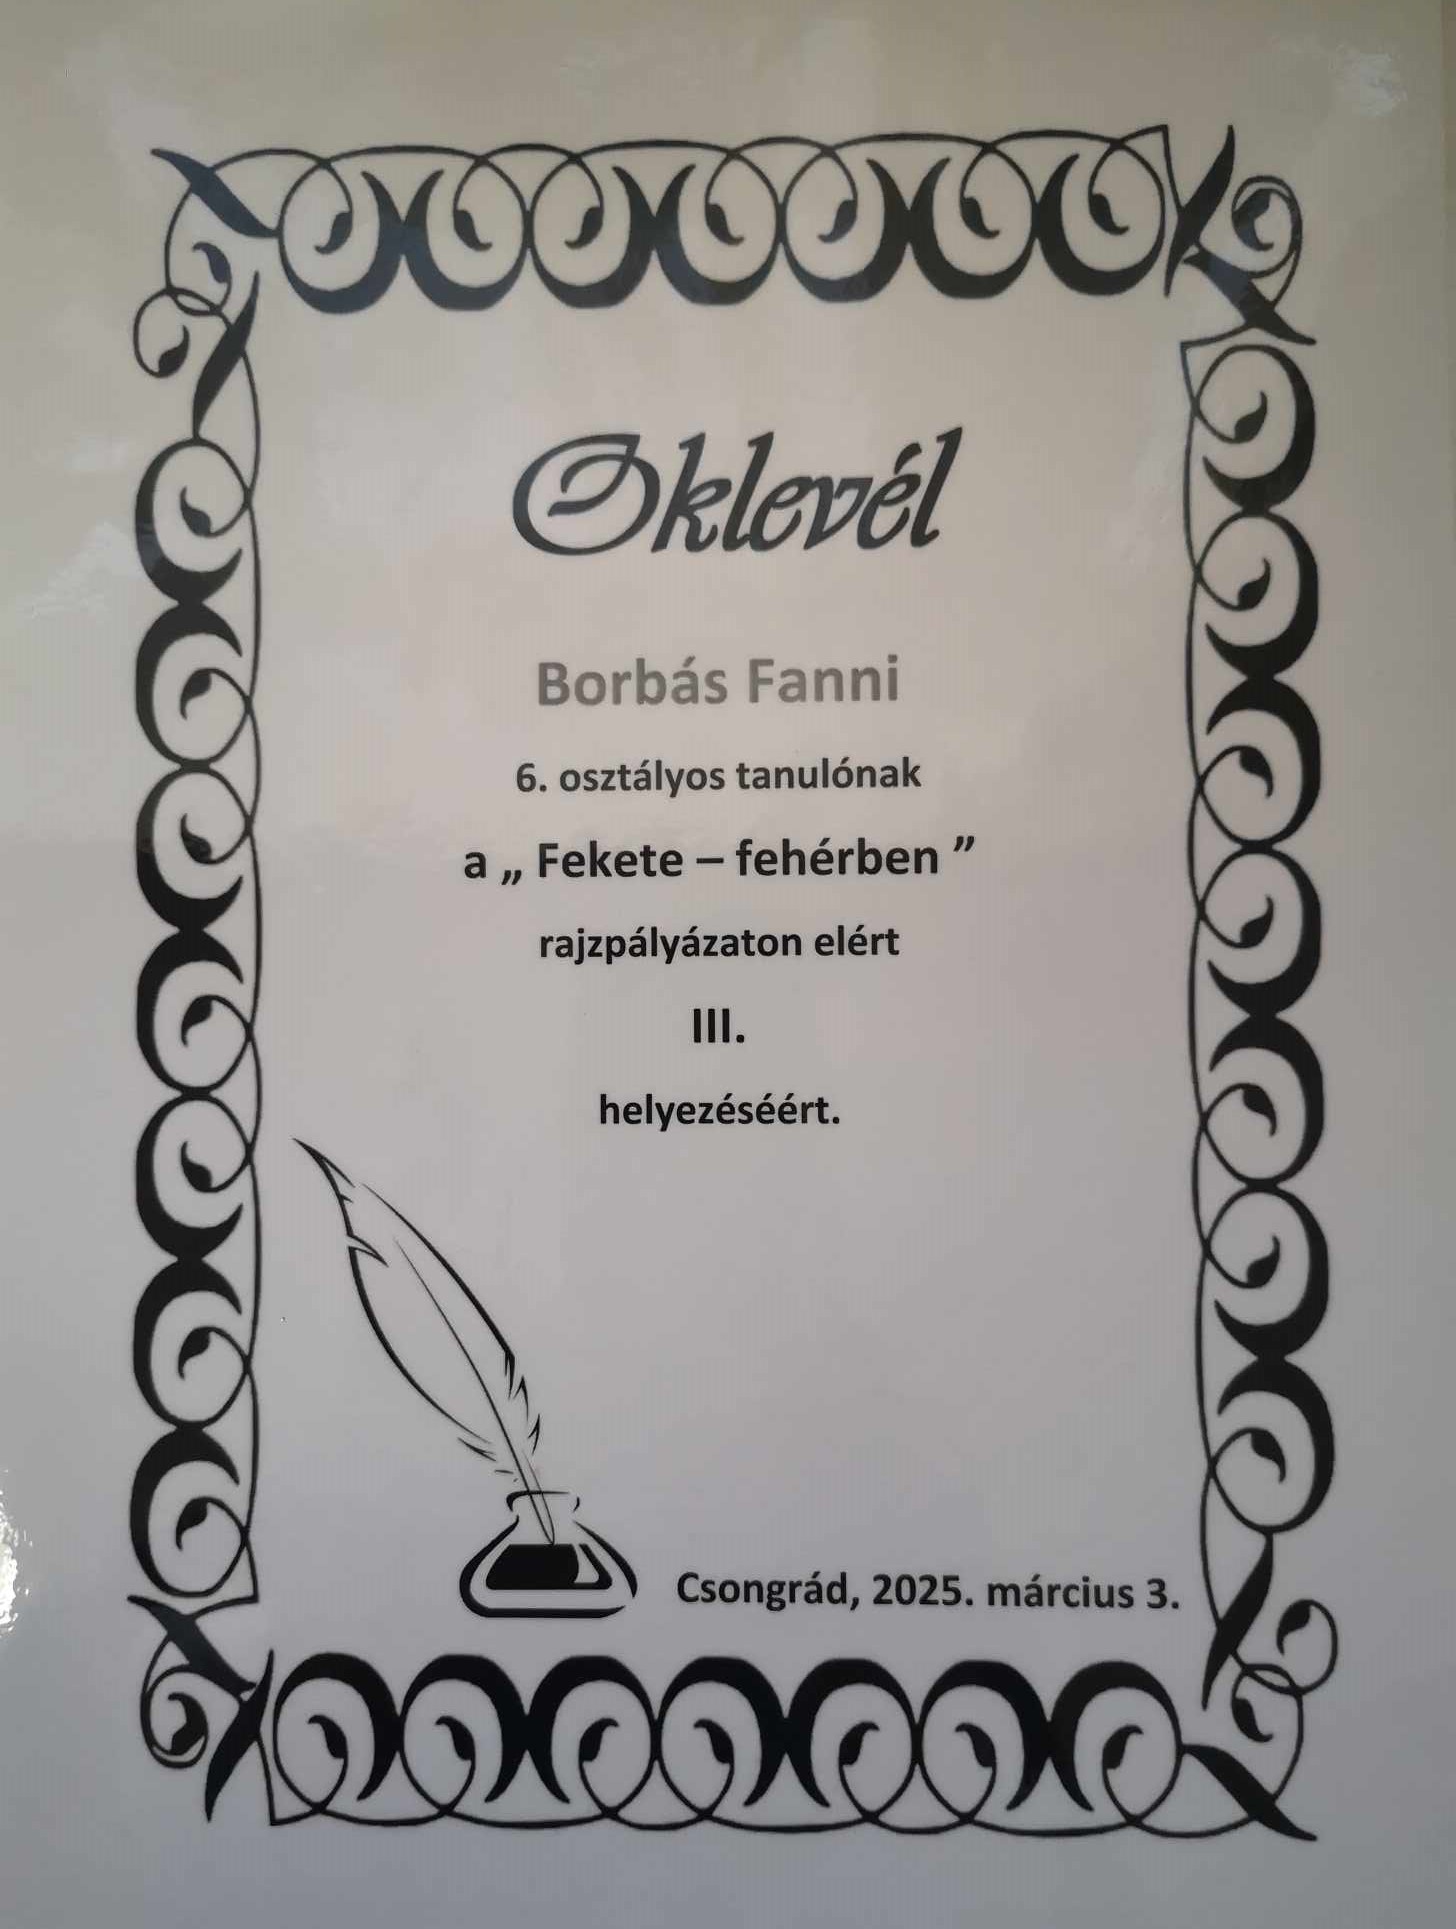 Oklevél
Borbás Fanni
6. osztályos tanulónak
a „ Fekete – fehérben ”
rajzpályázaton elért
III.
helyezéséért.
Csongrád, 2025. március 3.